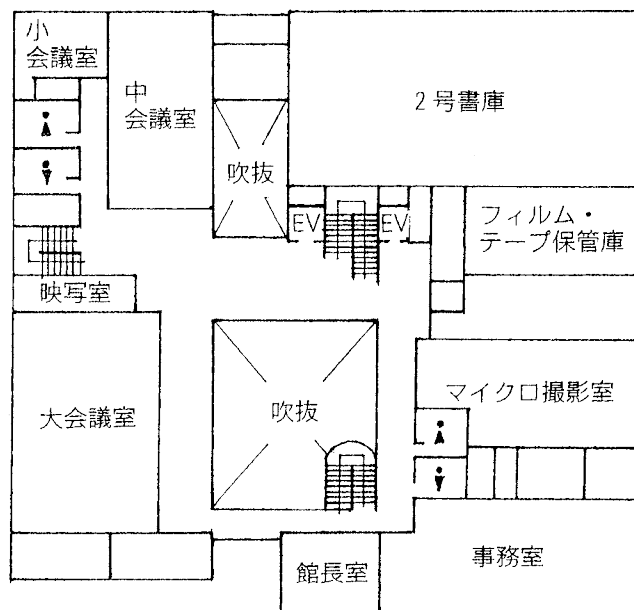 小
会議室
中
会議室
2号書庫
吹抜
EV
EV
フィルム・
テープ保管庫
映写室
大会議室
吹抜
マイクロ撮影室
館長室
事務室